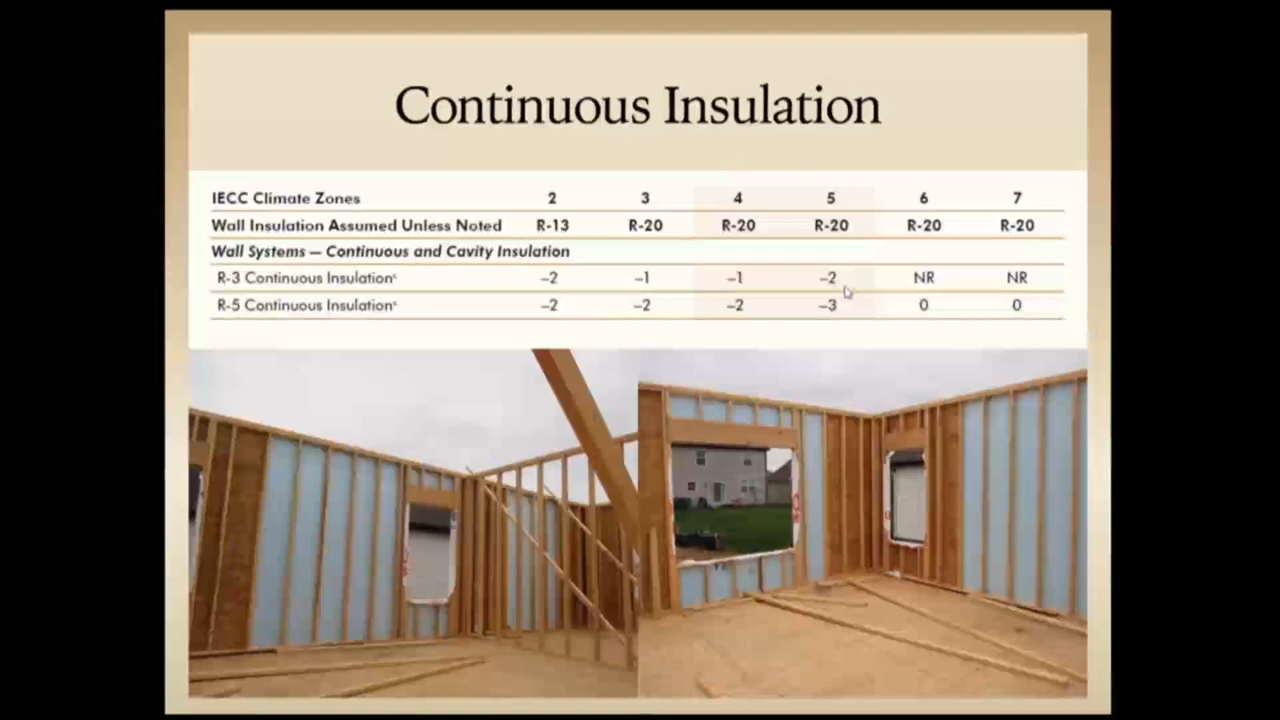 Continuous Insulation
IECC Climate Zones 2 3 4 5 6 7
Wall Insulation Assumed Unless Noted R-13 R-20 R-20 R-20 R-20 R-20
Wall Systems — Continuous and Cavity Insulation
R-3 Continuous Insulationᶜ –2 –1 –1 –2 NR NR
R-5 Continuous Insulationᶜ –2 –2 –2 –3 0 0